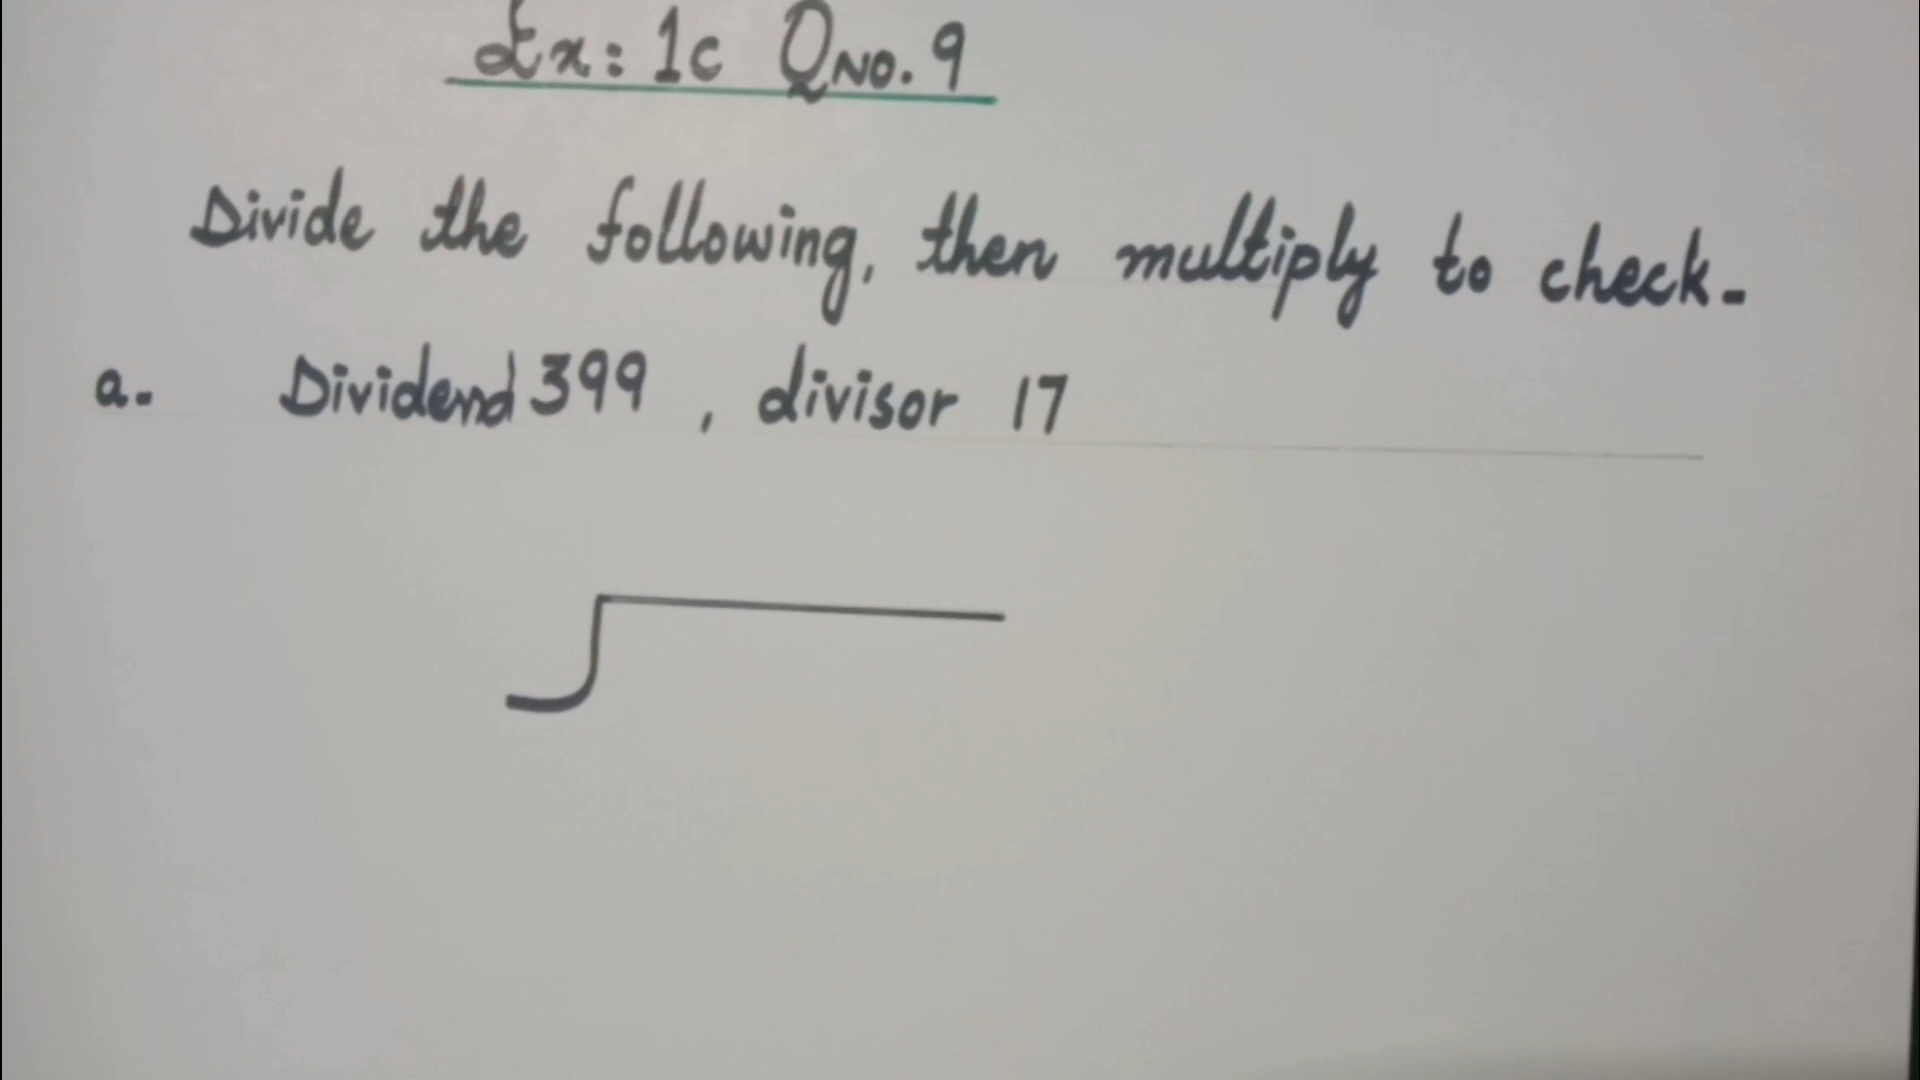 Ex: 1c QNO. 9
Divide the following, then multiply to check.
a. Dividend 399, divisor 17